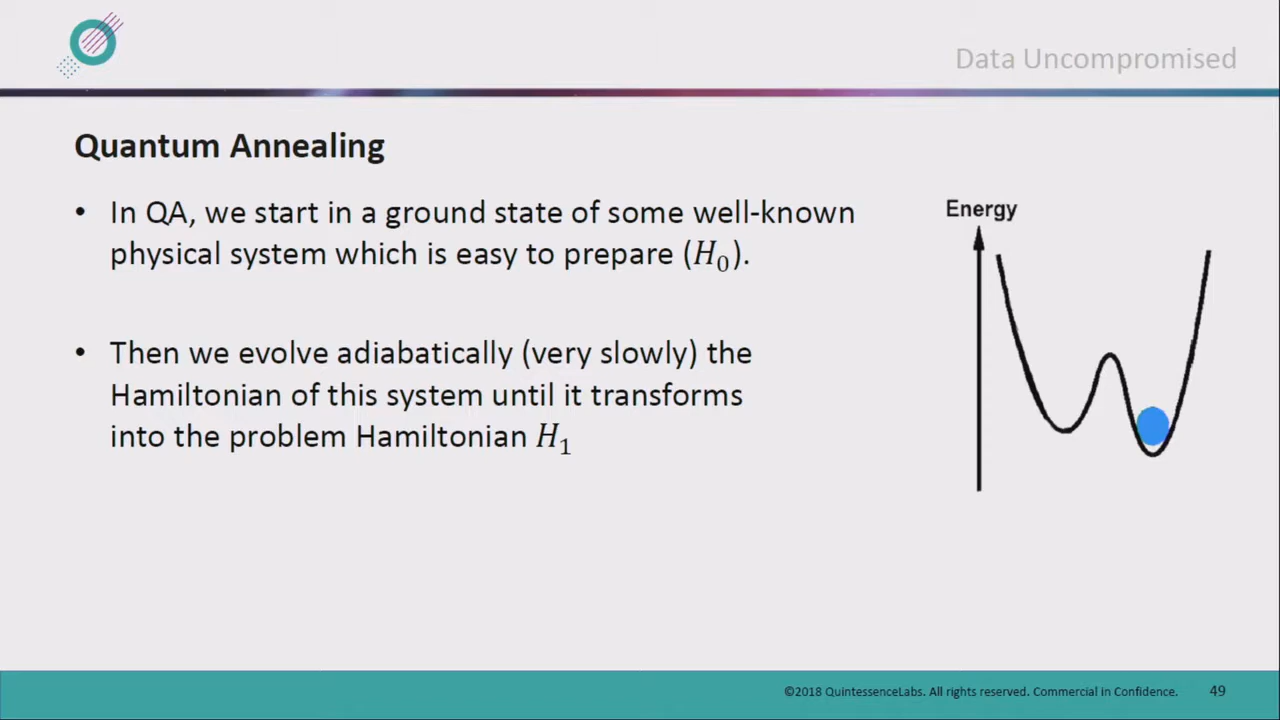 Data Uncompromised
Quantum Annealing
• In QA, we start in a ground state of some well-known
physical system which is easy to prepare (H₀).
• Then we evolve adiabatically (very slowly) the
Hamiltonian of this system until it transforms
into the problem Hamiltonian H₁
Energy
©2018 QuintessenceLabs. All rights reserved. Commercial in Confidence.
49